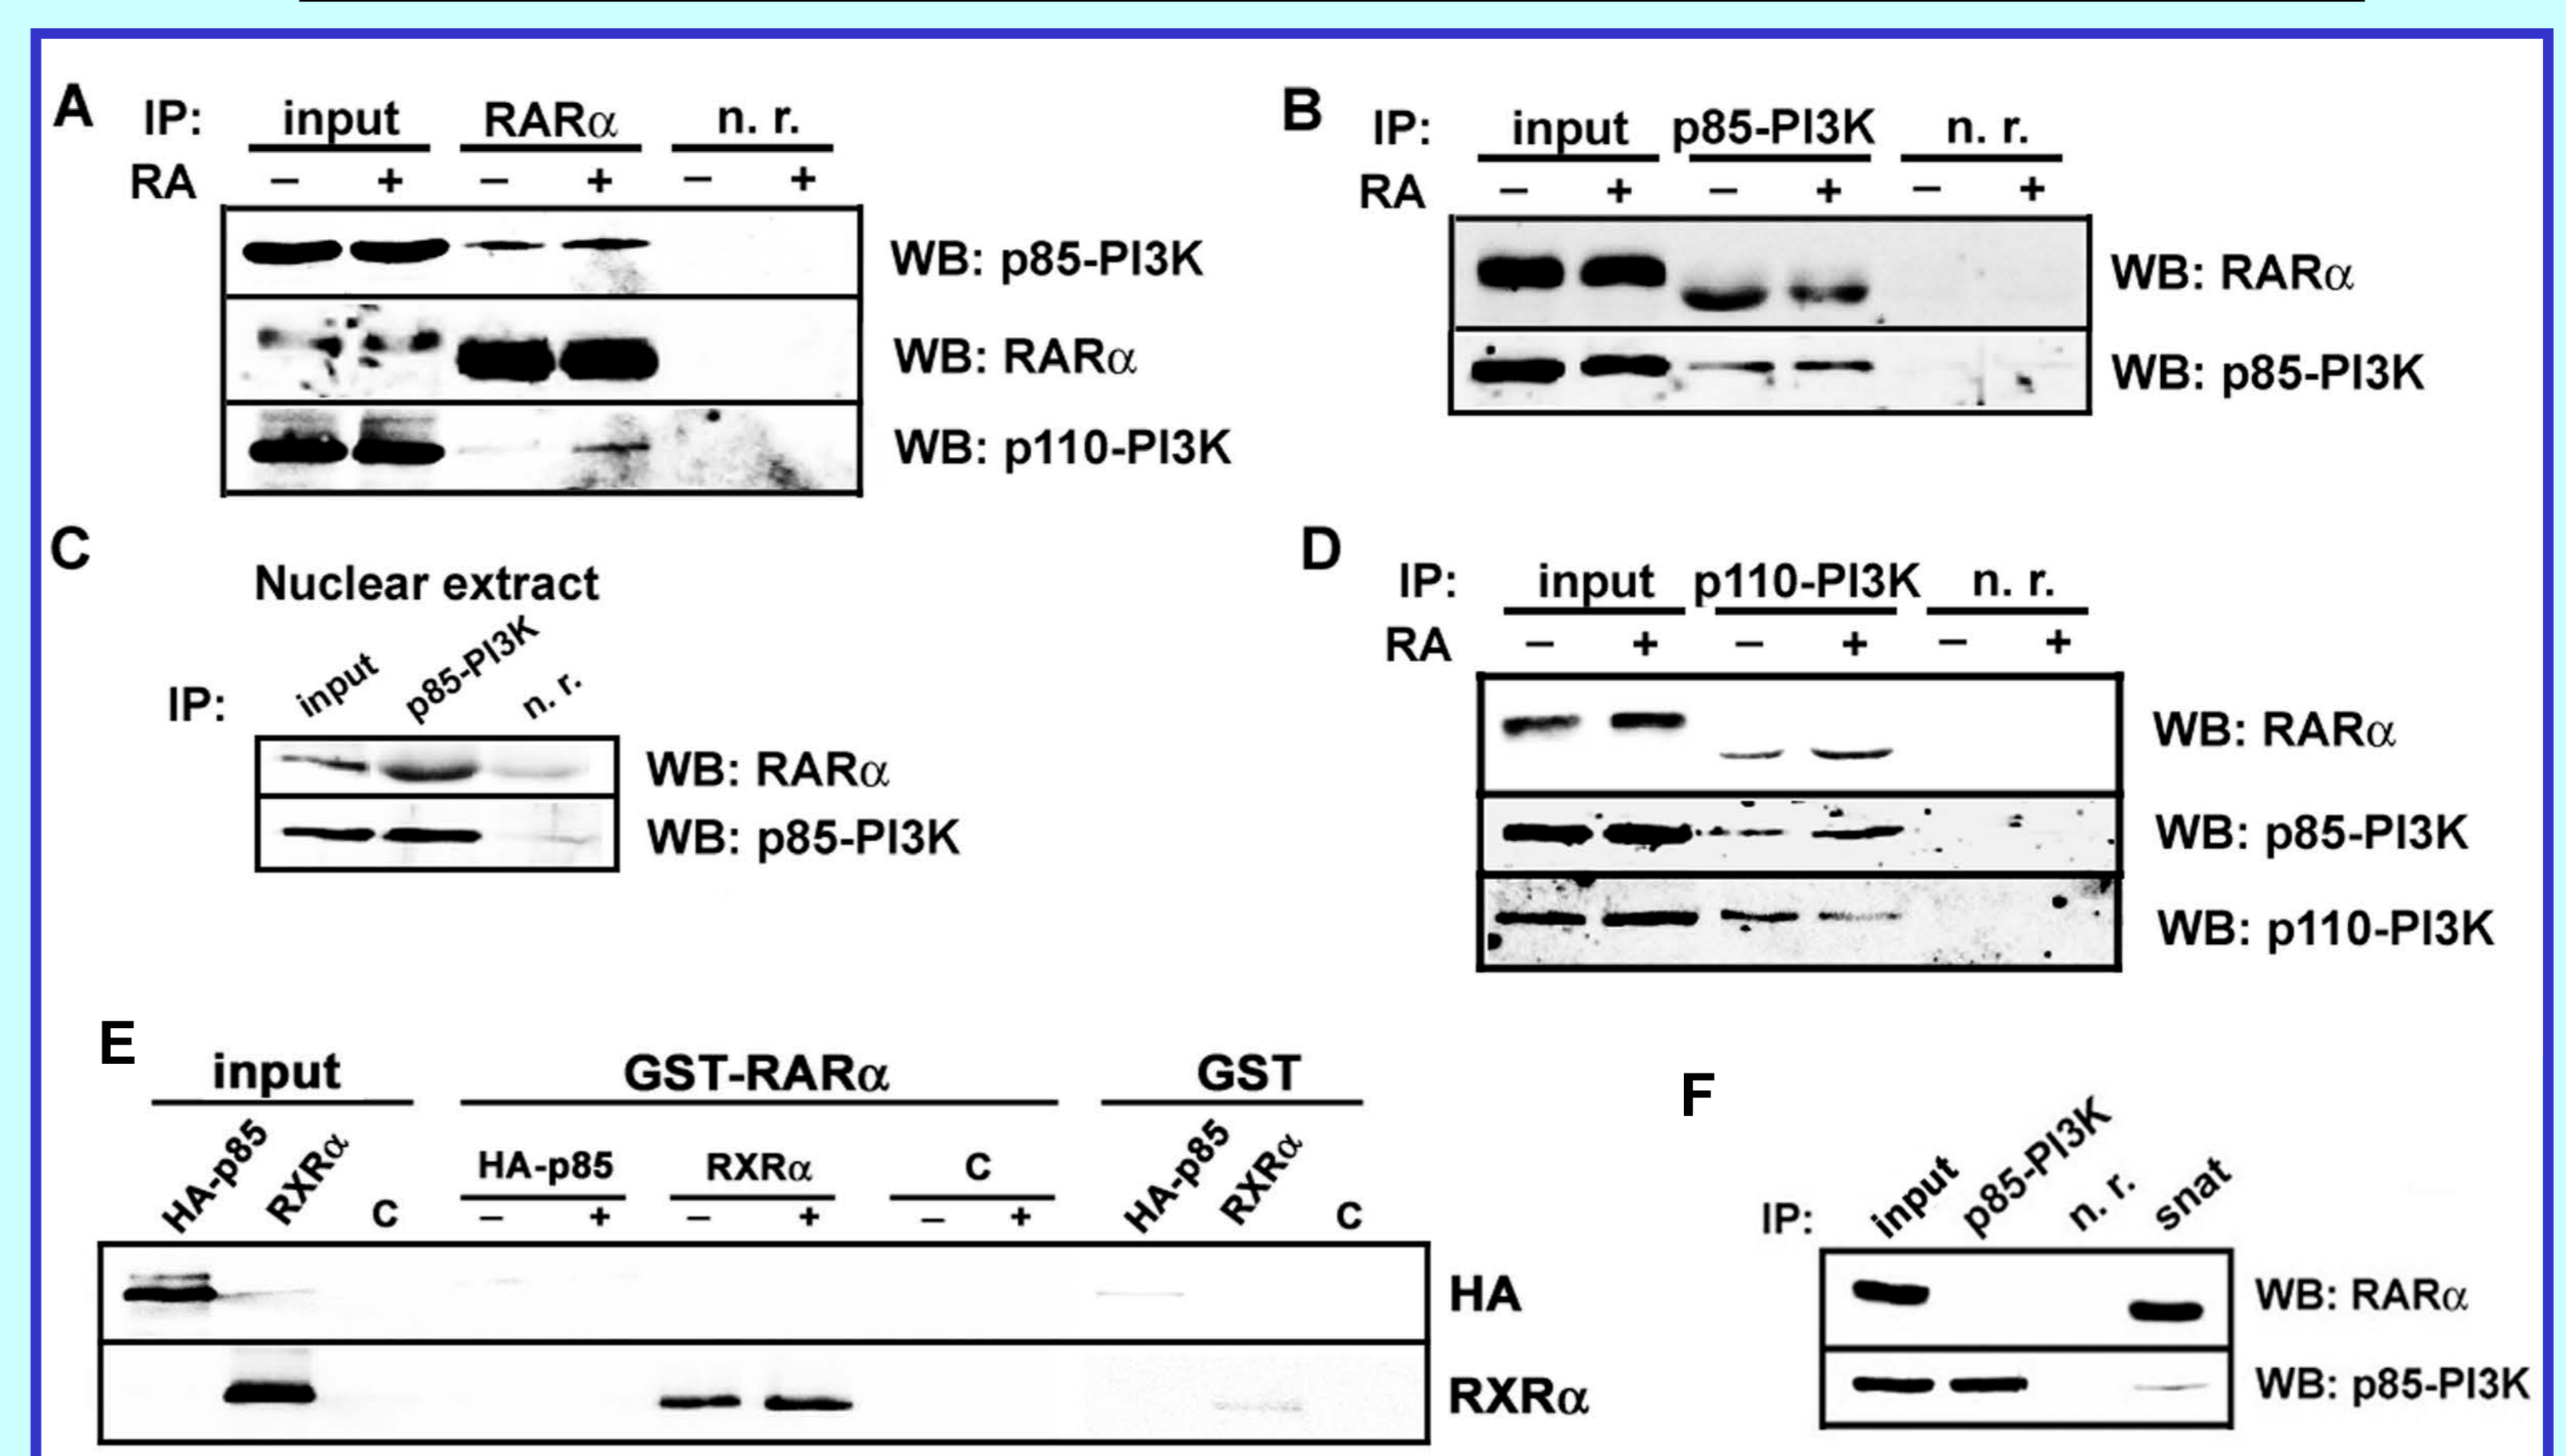 A
IP: input RARα n. r.
RA – + – + – +
WB: p85-PI3K
WB: RARα
WB: p110-PI3K
B
IP: input p85-PI3K n. r.
RA – + – + – +
WB: RARα
WB: p85-PI3K
C
Nuclear extract
IP: input p85-PI3K n. r.
WB: RARα
WB: p85-PI3K
D
IP: input p110-PI3K n. r.
RA – + – + – +
WB: RARα
WB: p85-PI3K
WB: p110-PI3K
E
input GST-RARα GST
HA-p85 RXRα C HA-p85 RXRα C HA-p85 RXRα C
– + – + – +
HA
RXRα
F
IP: input p85-PI3K n. r. snat
WB: RARα
WB: p85-PI3K